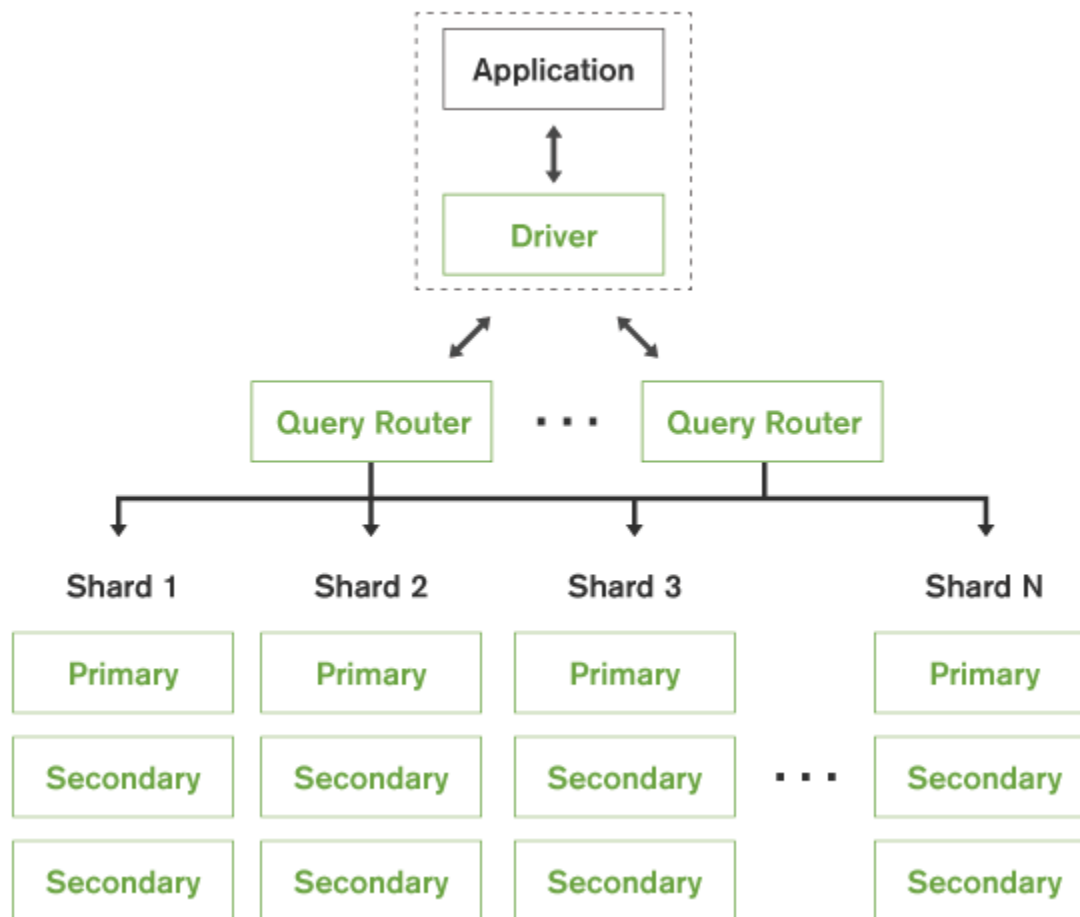 Application
Driver
Query Router ... Query Router
Shard 1 Shard 2 Shard 3 Shard N
Primary Primary Primary Primary
Secondary Secondary Secondary ... Secondary
Secondary Secondary Secondary Secondary